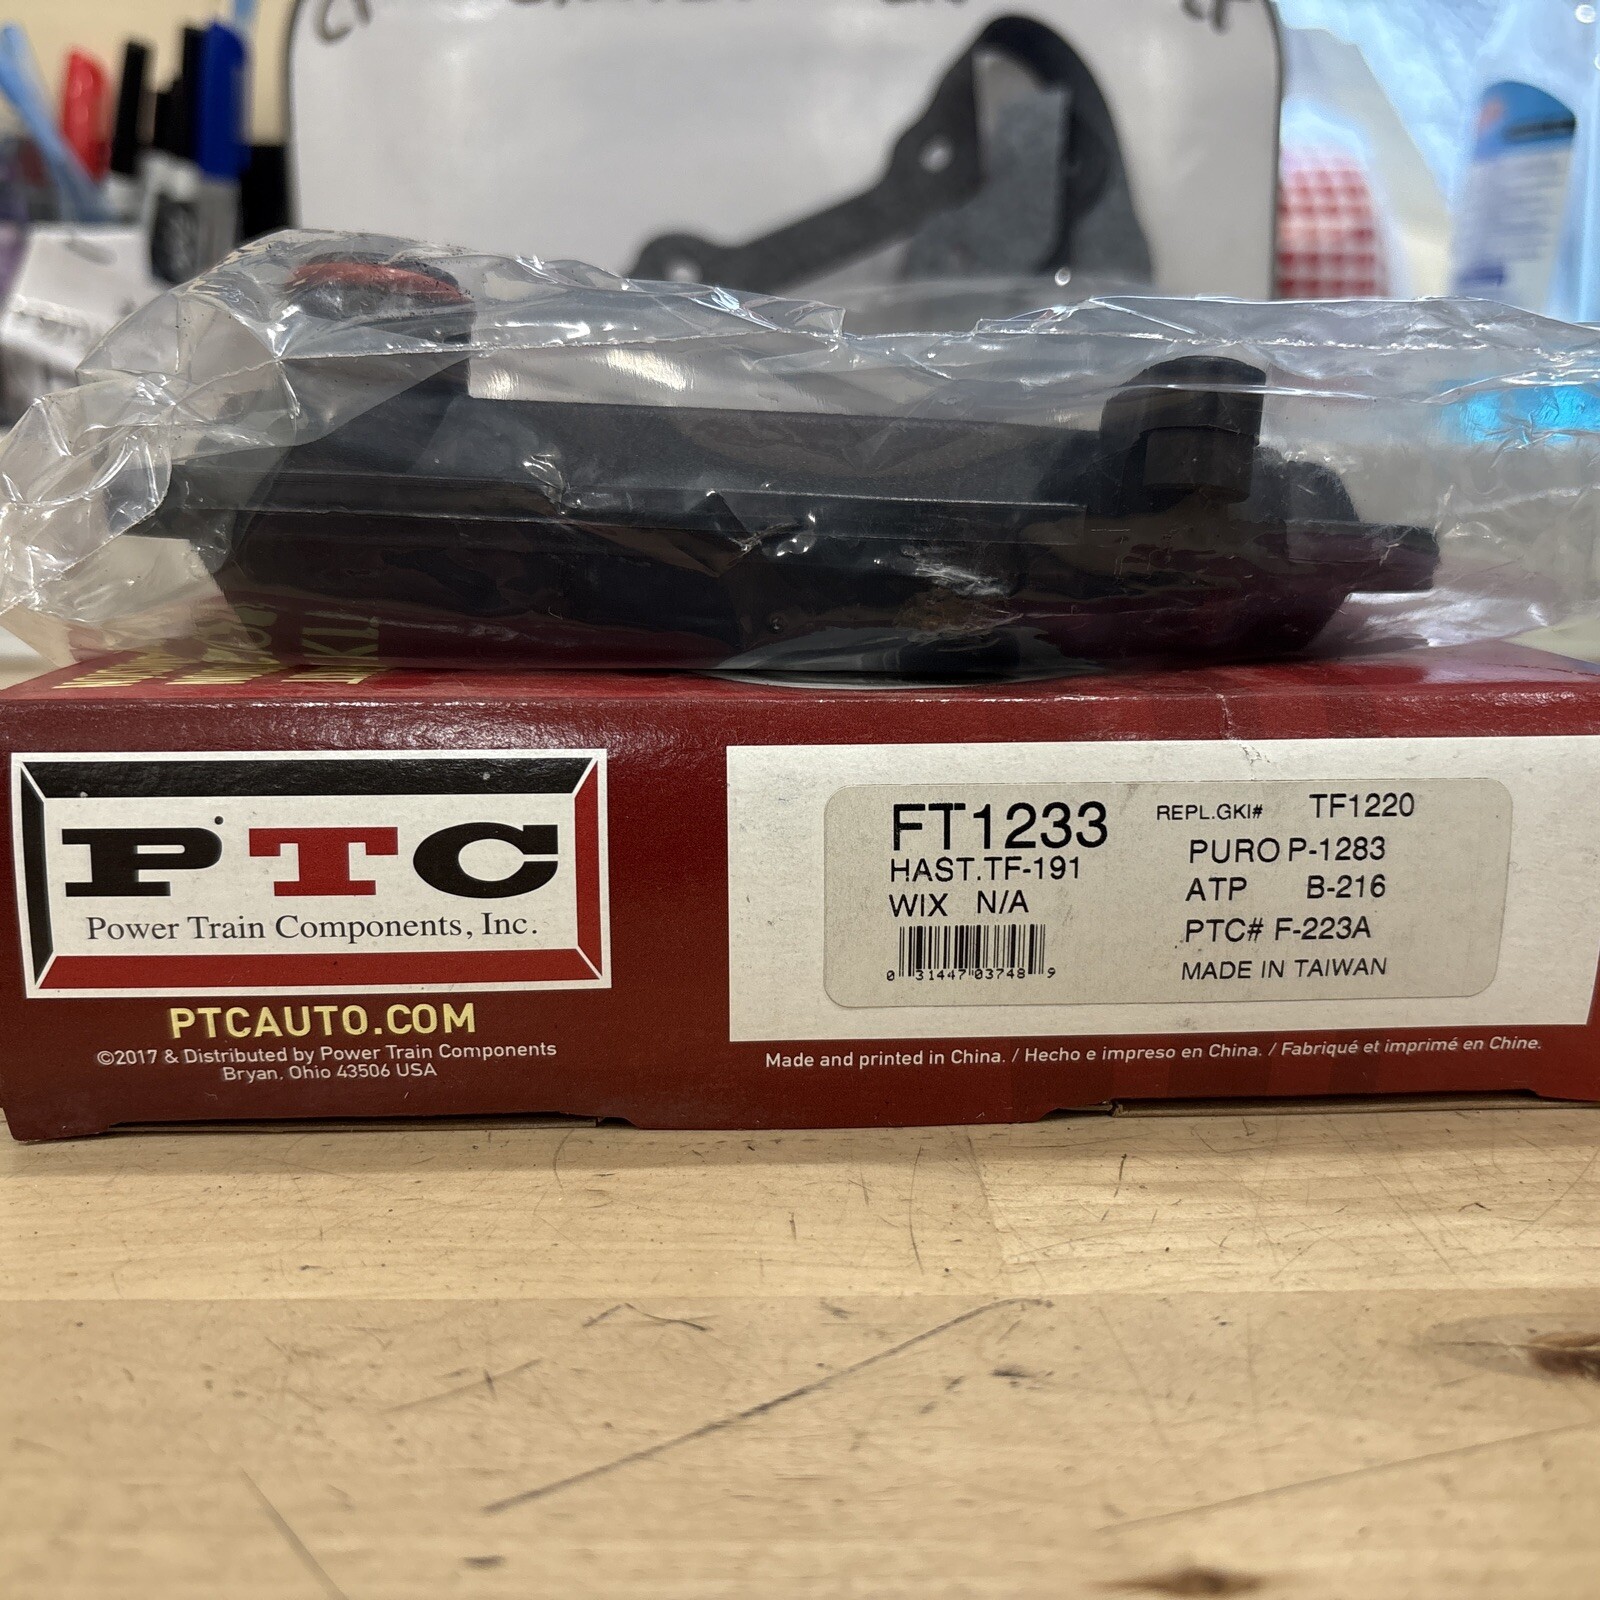 PTC
Power Train Components, Inc.
PTCAUTO.COM
©2017 & Distributed by Power Train Components
Bryan, Ohio 43506 USA
FT1233
HAST.TF-191
WIX N/A
0 31447 03748 9
REPL.GKI# TF1220
PURO P-1283
ATP B-216
PTC# F-223A
MADE IN TAIWAN
Made and printed in China. / Hecho e impreso en China. / Fabriqué et imprimé en Chine.